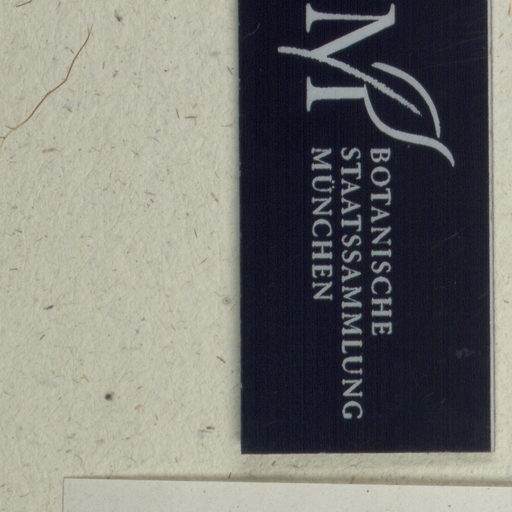 M
BOTANISCHE
STAATSSAMMLUNG
MÜNCHEN